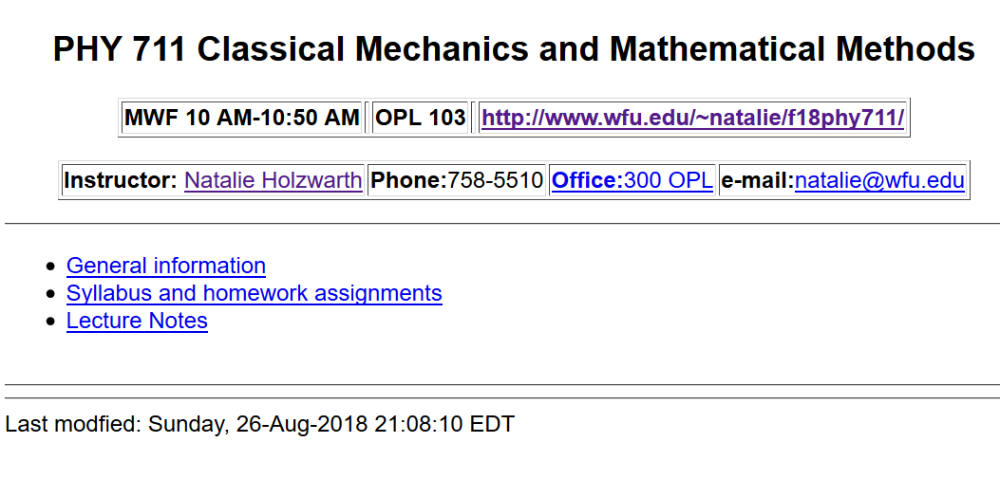 PHY 711 Classical Mechanics and Mathematical Methods
MWF 10 AM-10:50 AM OPL 103 http://www.wfu.edu/~natalie/f18phy711/
Instructor: Natalie Holzwarth Phone:758-5510 Office:300 OPL e-mail:natalie@wfu.edu
General information
Syllabus and homework assignments
Lecture Notes
Last modfied: Sunday, 26-Aug-2018 21:08:10 EDT